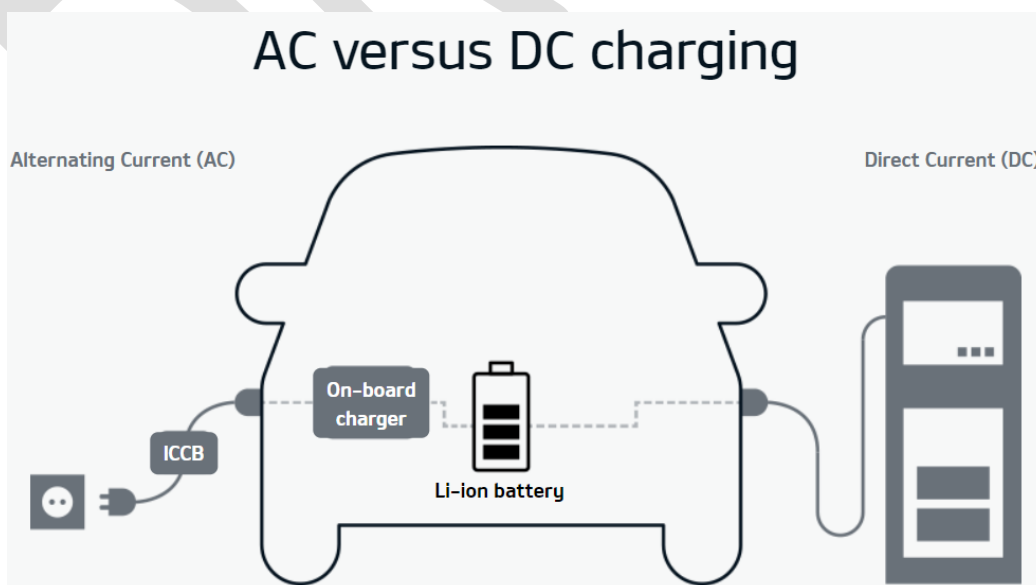 AC versus DC charging
Alternating Current (AC)
Direct Current (DC)
On-board
charger
ICCB
Li-ion battery